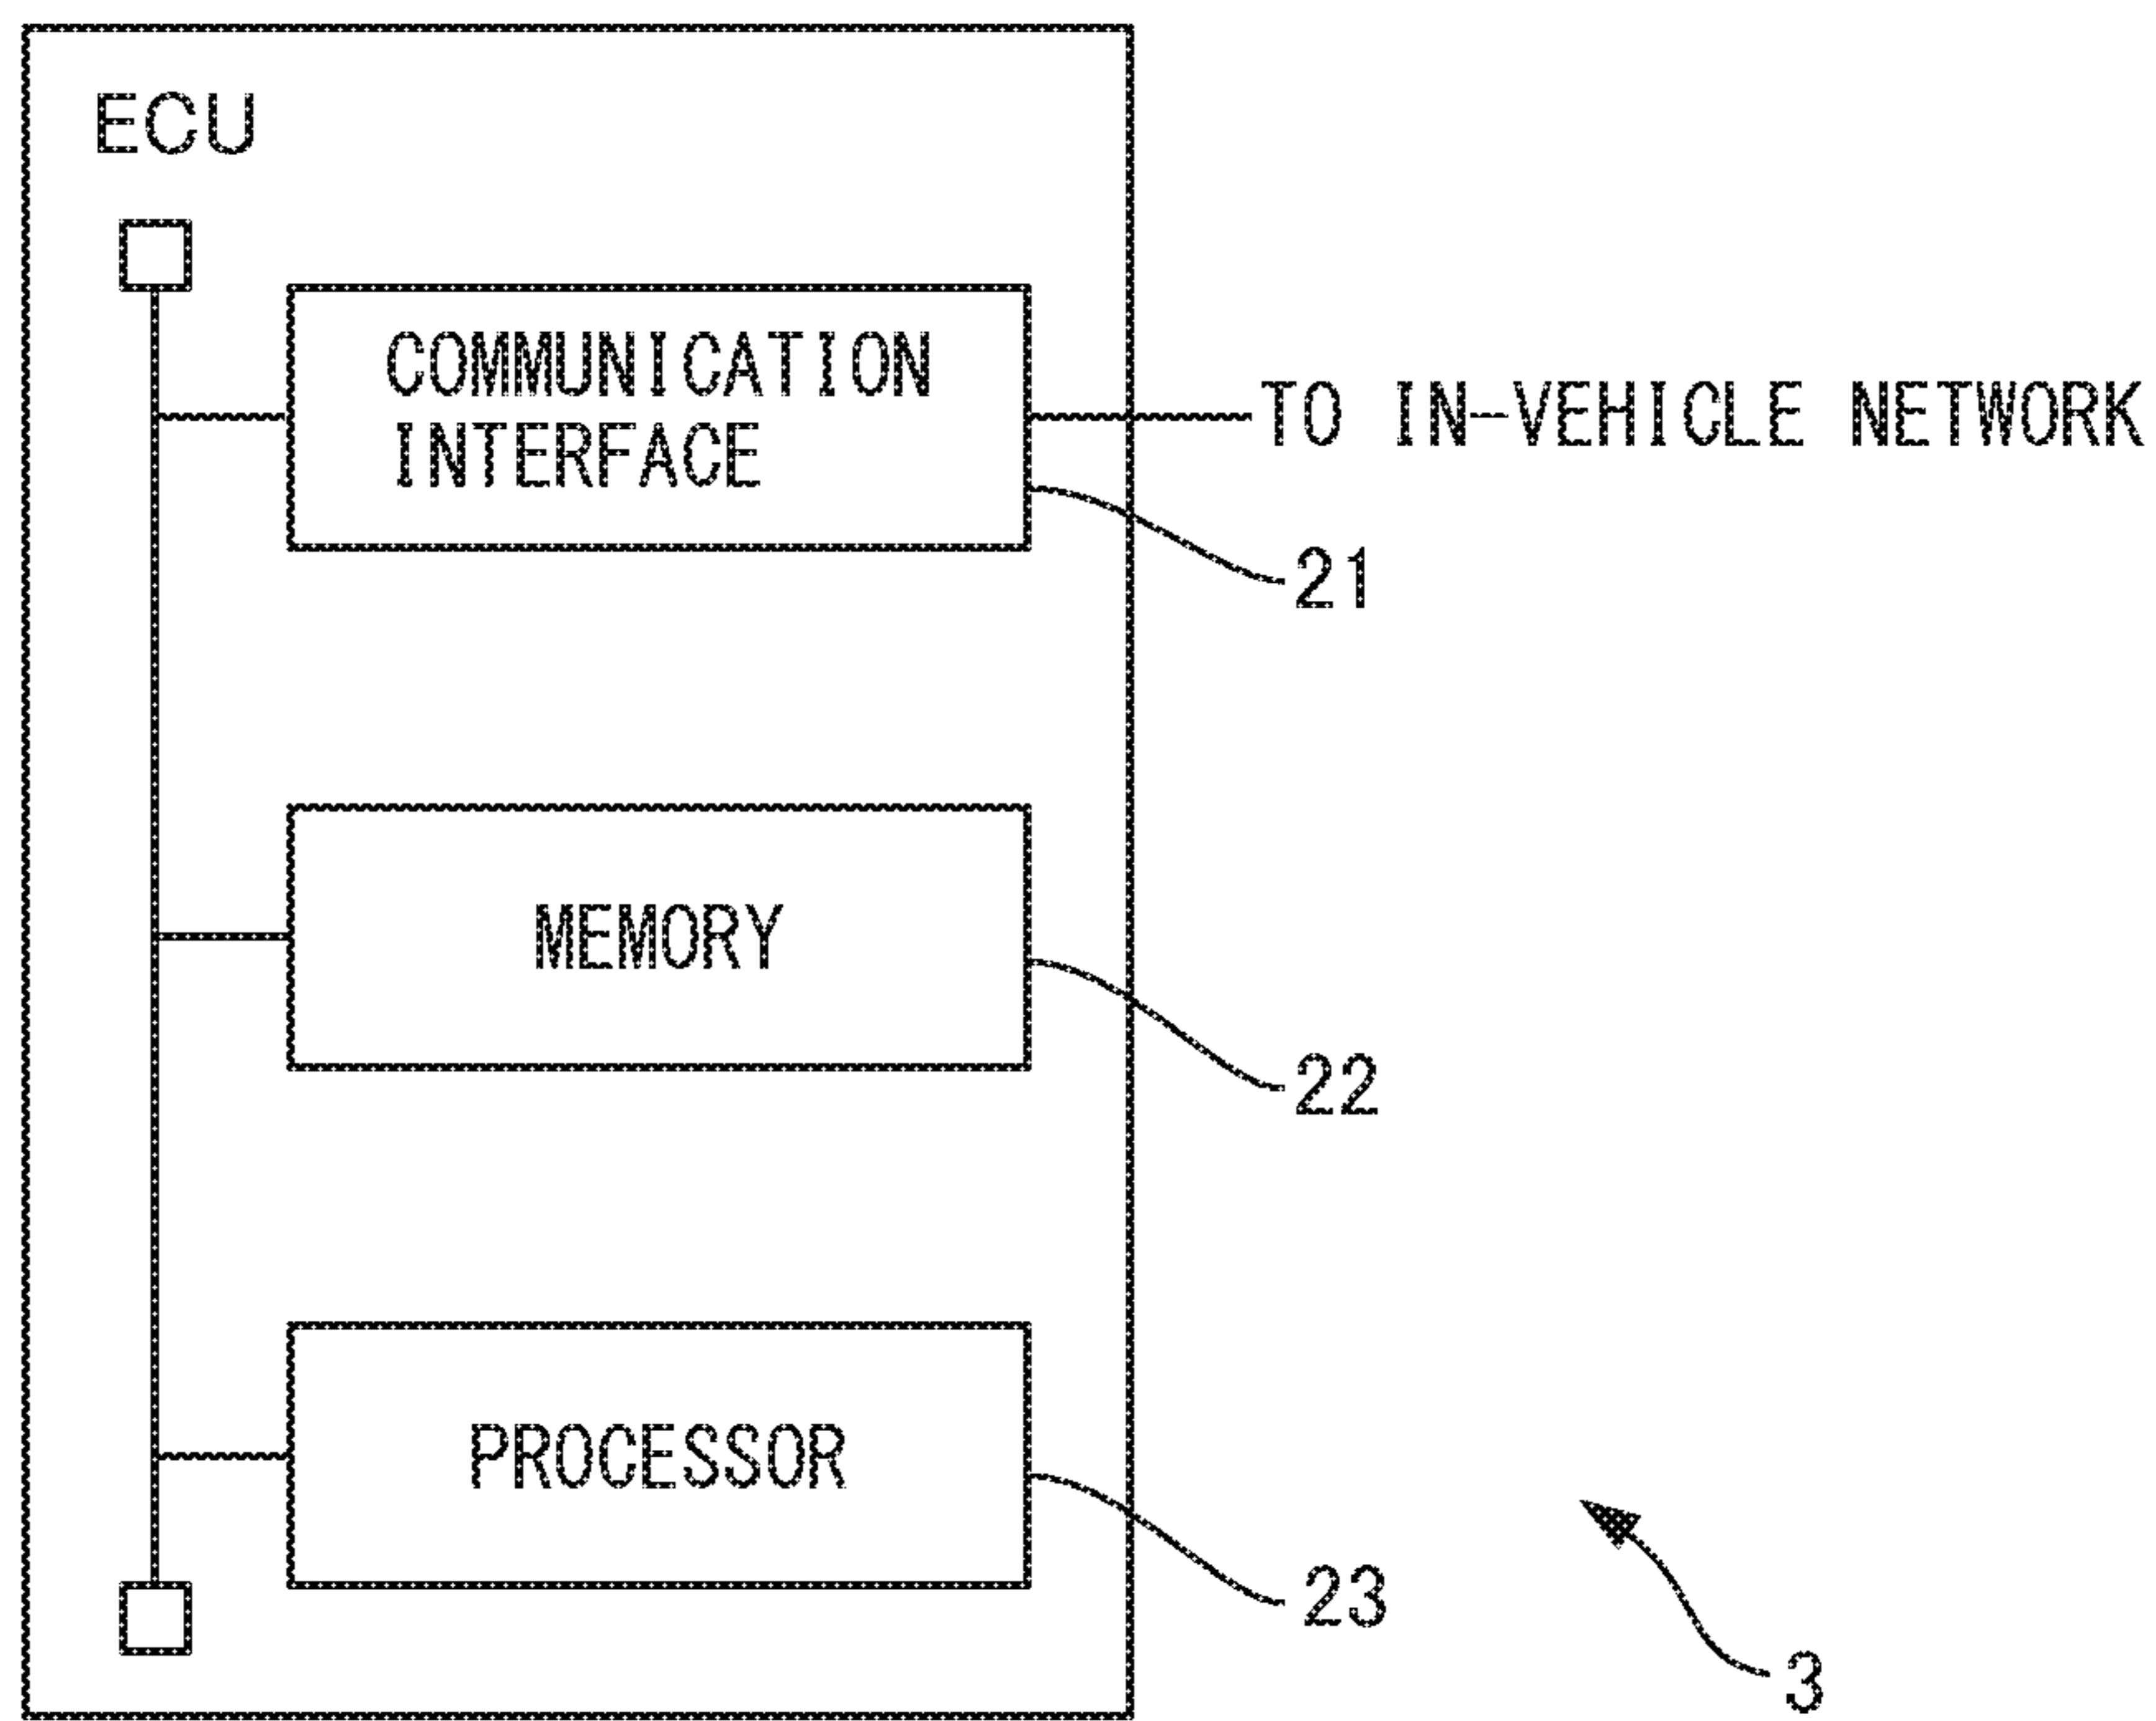 ECU
COMMUNICATION
INTERFACE
TO IN-VEHICLE NETWORK
21
MEMORY
22
PROCESSOR
23
3